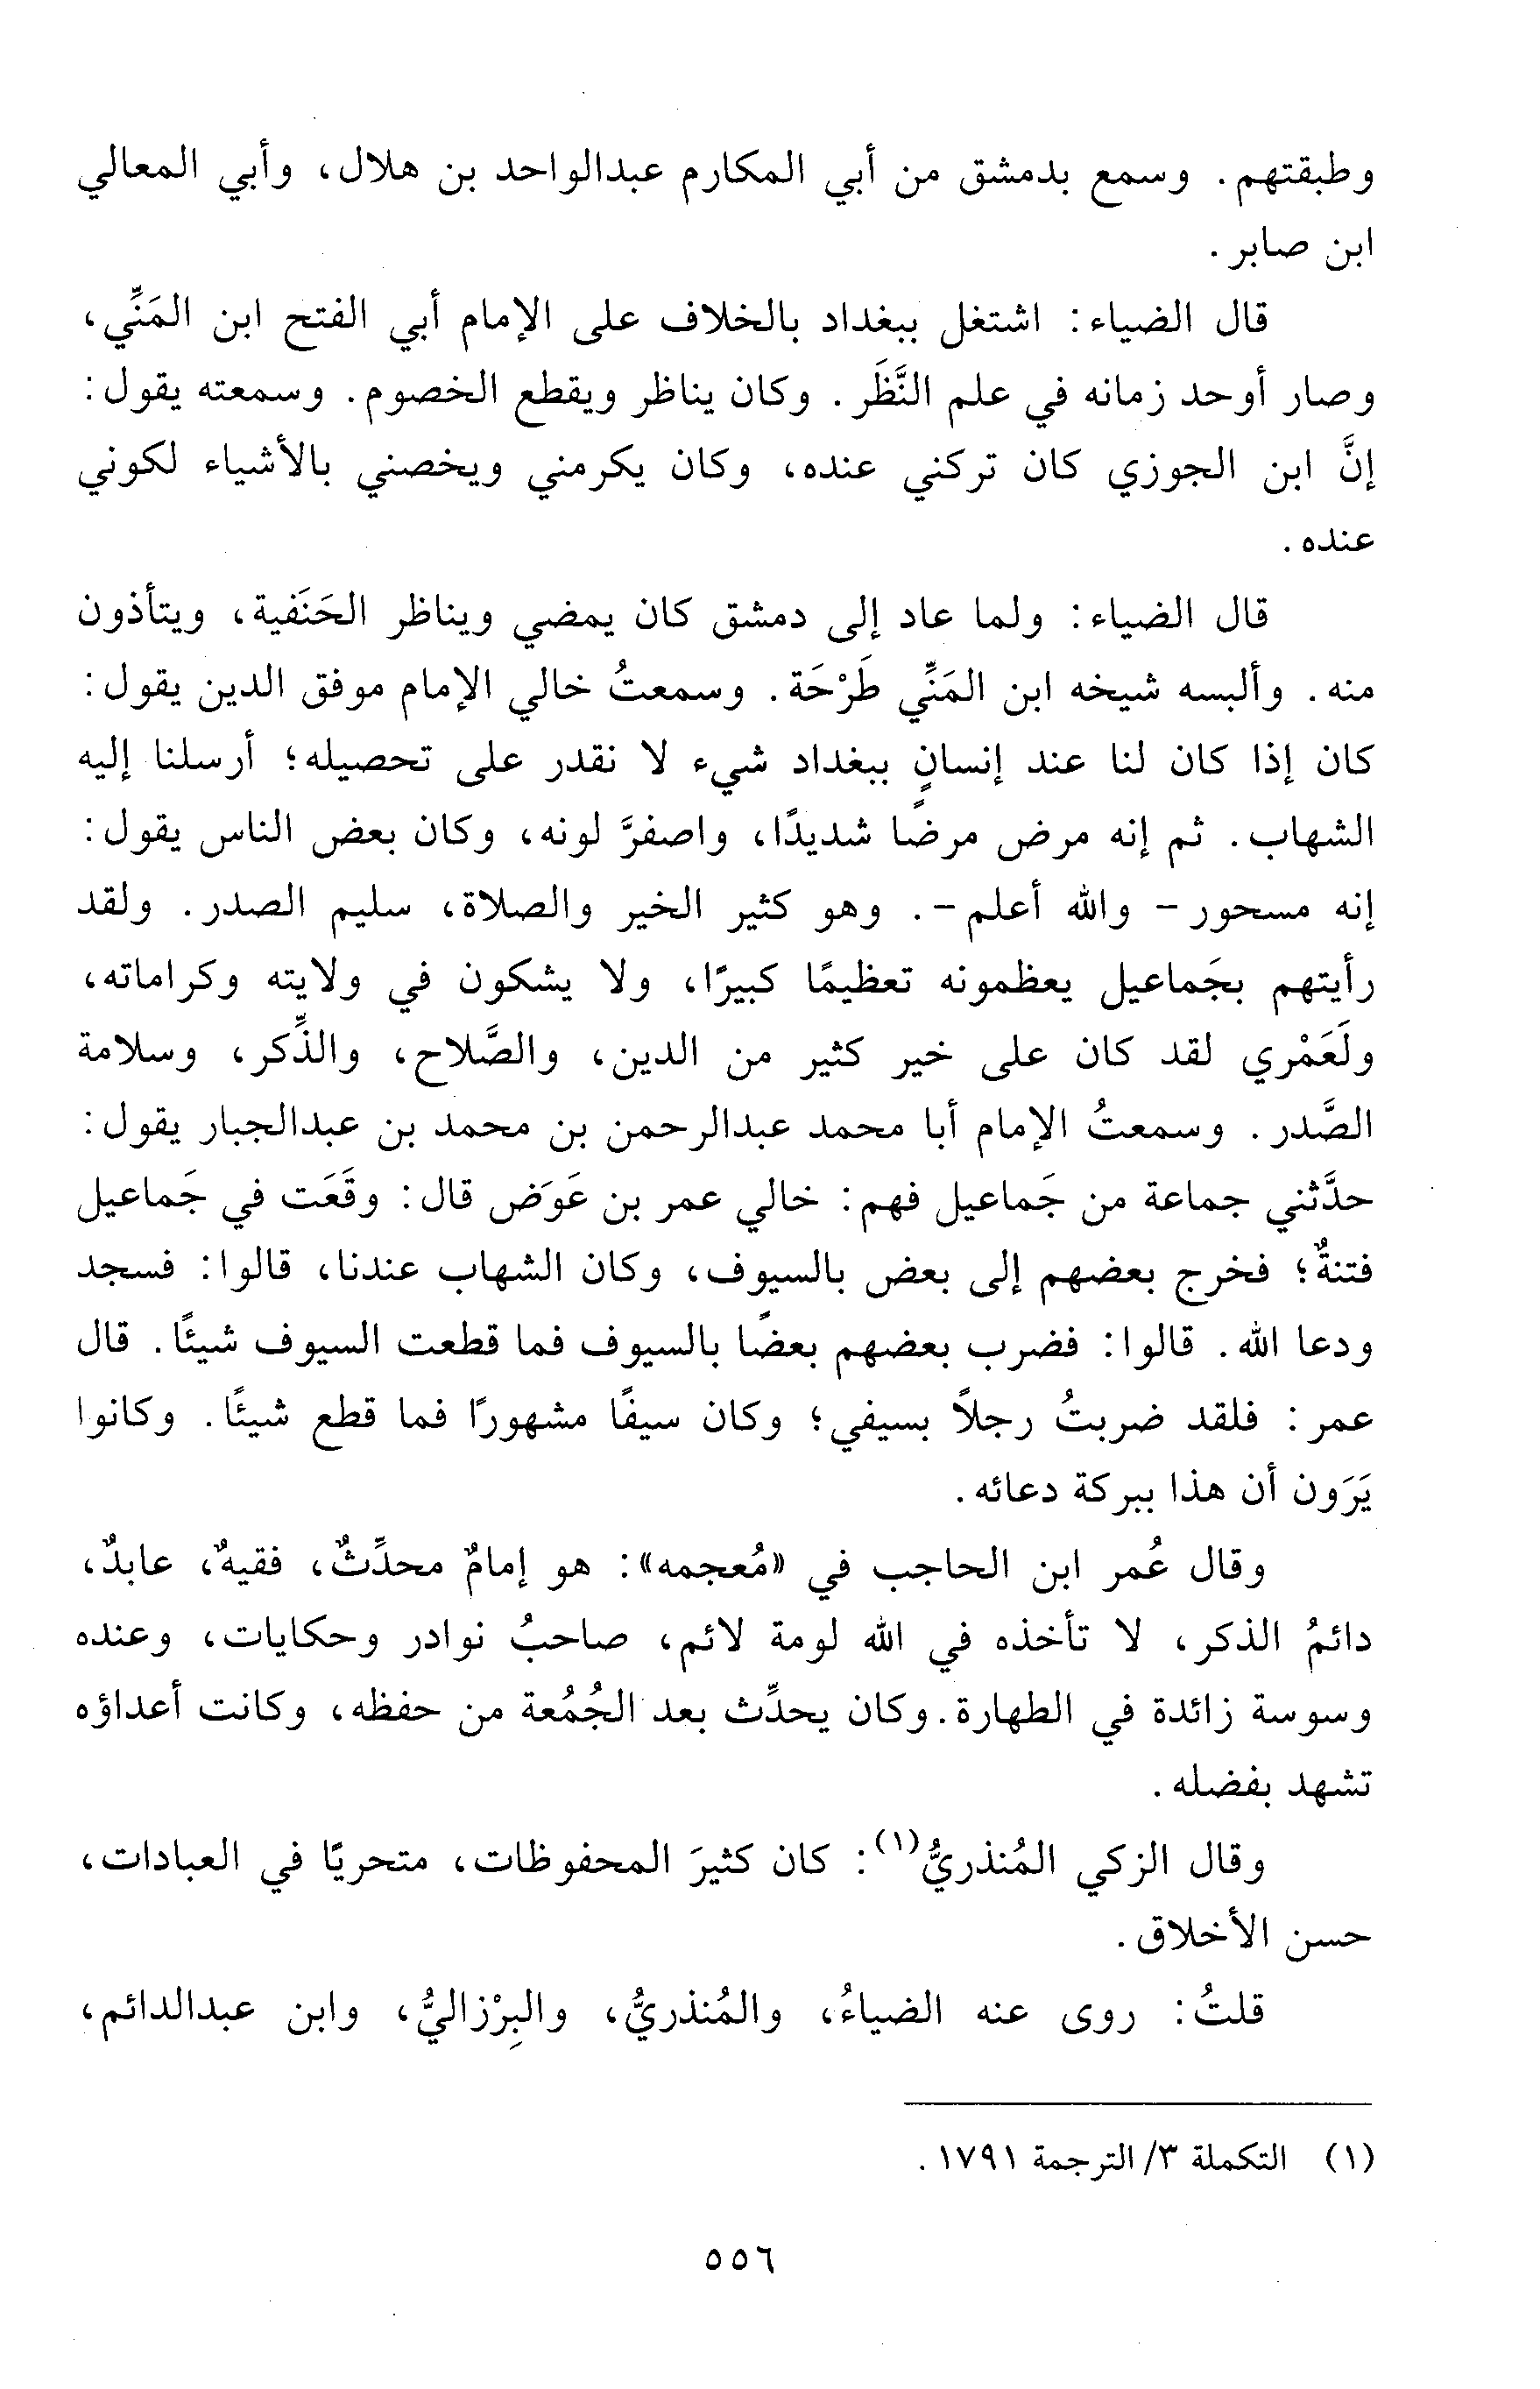 وطبقتهم. وسمع بدمشق من أبي المكارم عبدالواحد بن هلال، وأبي المعالي
ابن صابر.
قال الضياء: اشتغل ببغداد بالخلاف على الإمام أبي الفتح ابن المَنِّي،
وصار أوحد زمانه في علم النَّظَر. وكان يناظر ويقطع الخصوم. وسمعته يقول:
إنَّ ابن الجوزي كان تركني عنده، وكان يكرمني ويخصني بالأشياء لكوني
عنده.
قال الضياء: ولما عاد إلى دمشق كان يمضي ويناظر الحَنَفية، ويتأذون
منه. وألبسه شيخه ابن المَنِّي طَرْحَة. وسمعتُ خالي الإمام موفق الدين يقول:
كان إذا كان لنا عند إنسانٍ ببغداد شيء لا نقدر على تحصيله؛ أرسلنا إليه
الشهاب. ثم إنه مرض مرضًا شديدًا، واصفرَّ لونه، وكان بعض الناس يقول:
إنه مسحور - والله أعلم -. وهو كثير الخير والصلاة، سليم الصدر. ولقد
رأيتهم بجَماعيل يعظمونه تعظيمًا كبيرًا، ولا يشكون في ولايته وكراماته،
ولَعَمْري لقد كان على خير كثير من الدين، والصَّلاح، والذِّكر، وسلامة
الصَّدر. وسمعتُ الإمام أبا محمد عبدالرحمن بن محمد بن عبدالجبار يقول:
حدَّثني جماعة من جَماعيل فهم: خالي عمر بن عَوَض قال: وقَعَت في جَماعيل
فتنةٌ؛ فخرج بعضهم إلى بعض بالسيوف، وكان الشهاب عندنا، قالوا: فسجد
ودعا الله. قالوا: فضرب بعضهم بعضًا بالسيوف فما قطعت السيوف شيئًا. قال
عمر: فلقد ضربتُ رجلاً بسيفي؛ وكان سيفًا مشهورًا فما قطع شيئًا. وكانوا
يَرَون أن هذا ببركة دعائه.
وقال عُمر ابن الحاجب في «مُعجمه»: هو إمامٌ محدِّثٌ، فقيهٌ، عابدٌ،
دائمُ الذكر، لا تأخذه في الله لومة لائم، صاحبُ نوادر وحكايات، وعنده
وسوسة زائدة في الطهارة. وكان يحدِّث بعد الجُمُعة من حفظه، وكانت أعداؤه
تشهد بفضله.
وقال الزكي المُنذريُّ(١): كان كثيرَ المحفوظات، متحريًا في العبادات،
حسن الأخلاق.
قلتُ: روى عنه الضياءُ، والمُنذريُّ، والبِرْزاليُّ، وابن عبدالدائم،
(١) التكملة ٣/ الترجمة ١٧٩١.
٥٥٦